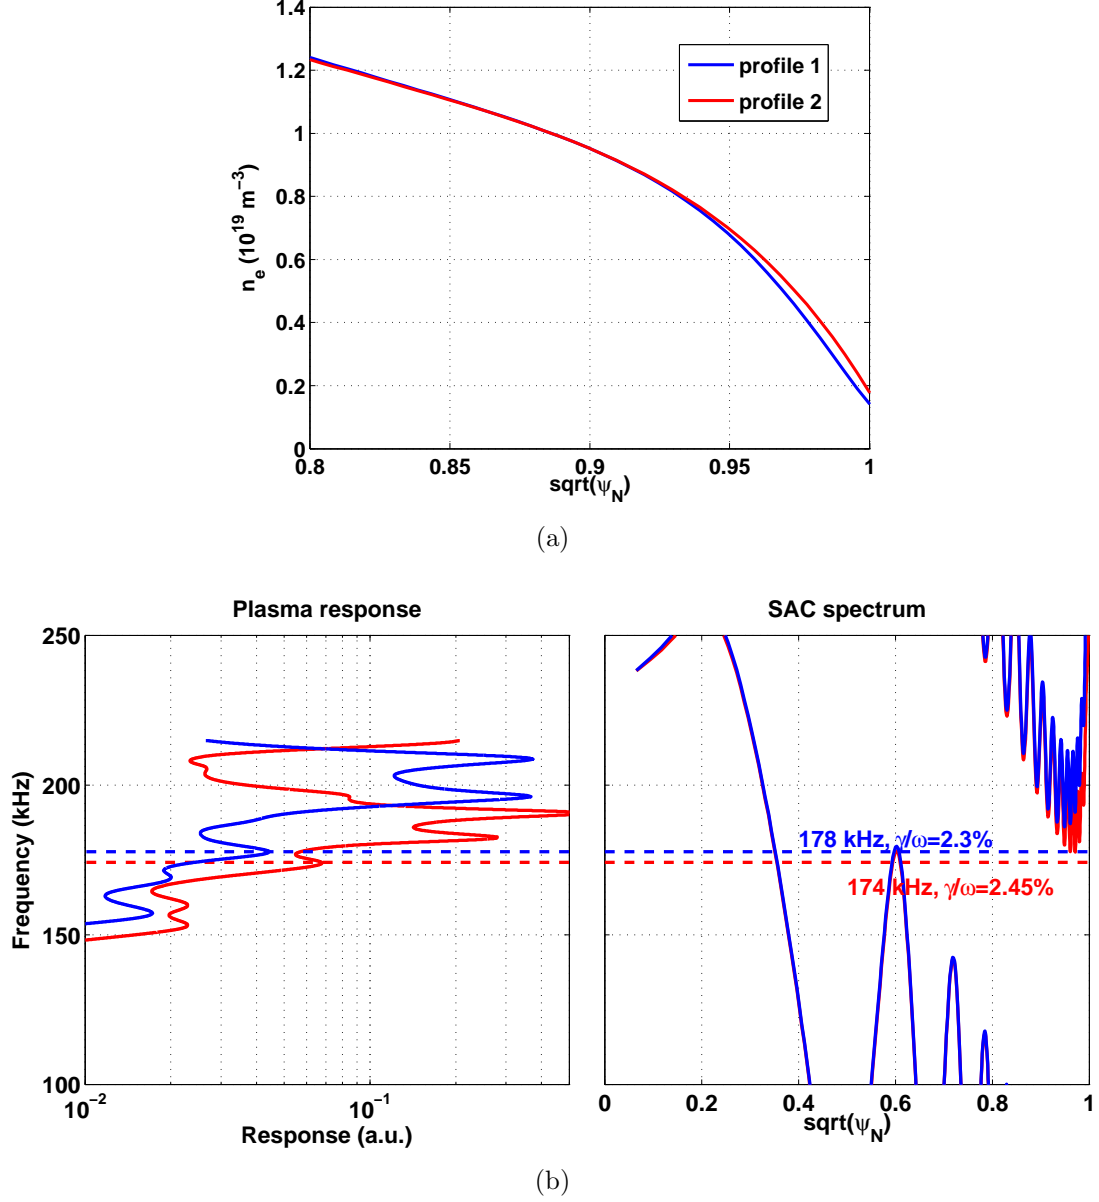 1.4
1.2
1
0.8
0.6
0.4
0.2
0
n_e (10^19 m^−3)
profile 1
profile 2
0.8 0.85 0.9 0.95 1
sqrt(ψ_N)
(a)
Plasma response
SAC spectrum
250
200
150
100
Frequency (kHz)
178 kHz, γ/ω=2.3%
174 kHz, γ/ω=2.45%
10^−2 10^−1
Response (a.u.)
0 0.2 0.4 0.6 0.8 1
sqrt(ψ_N)
(b)